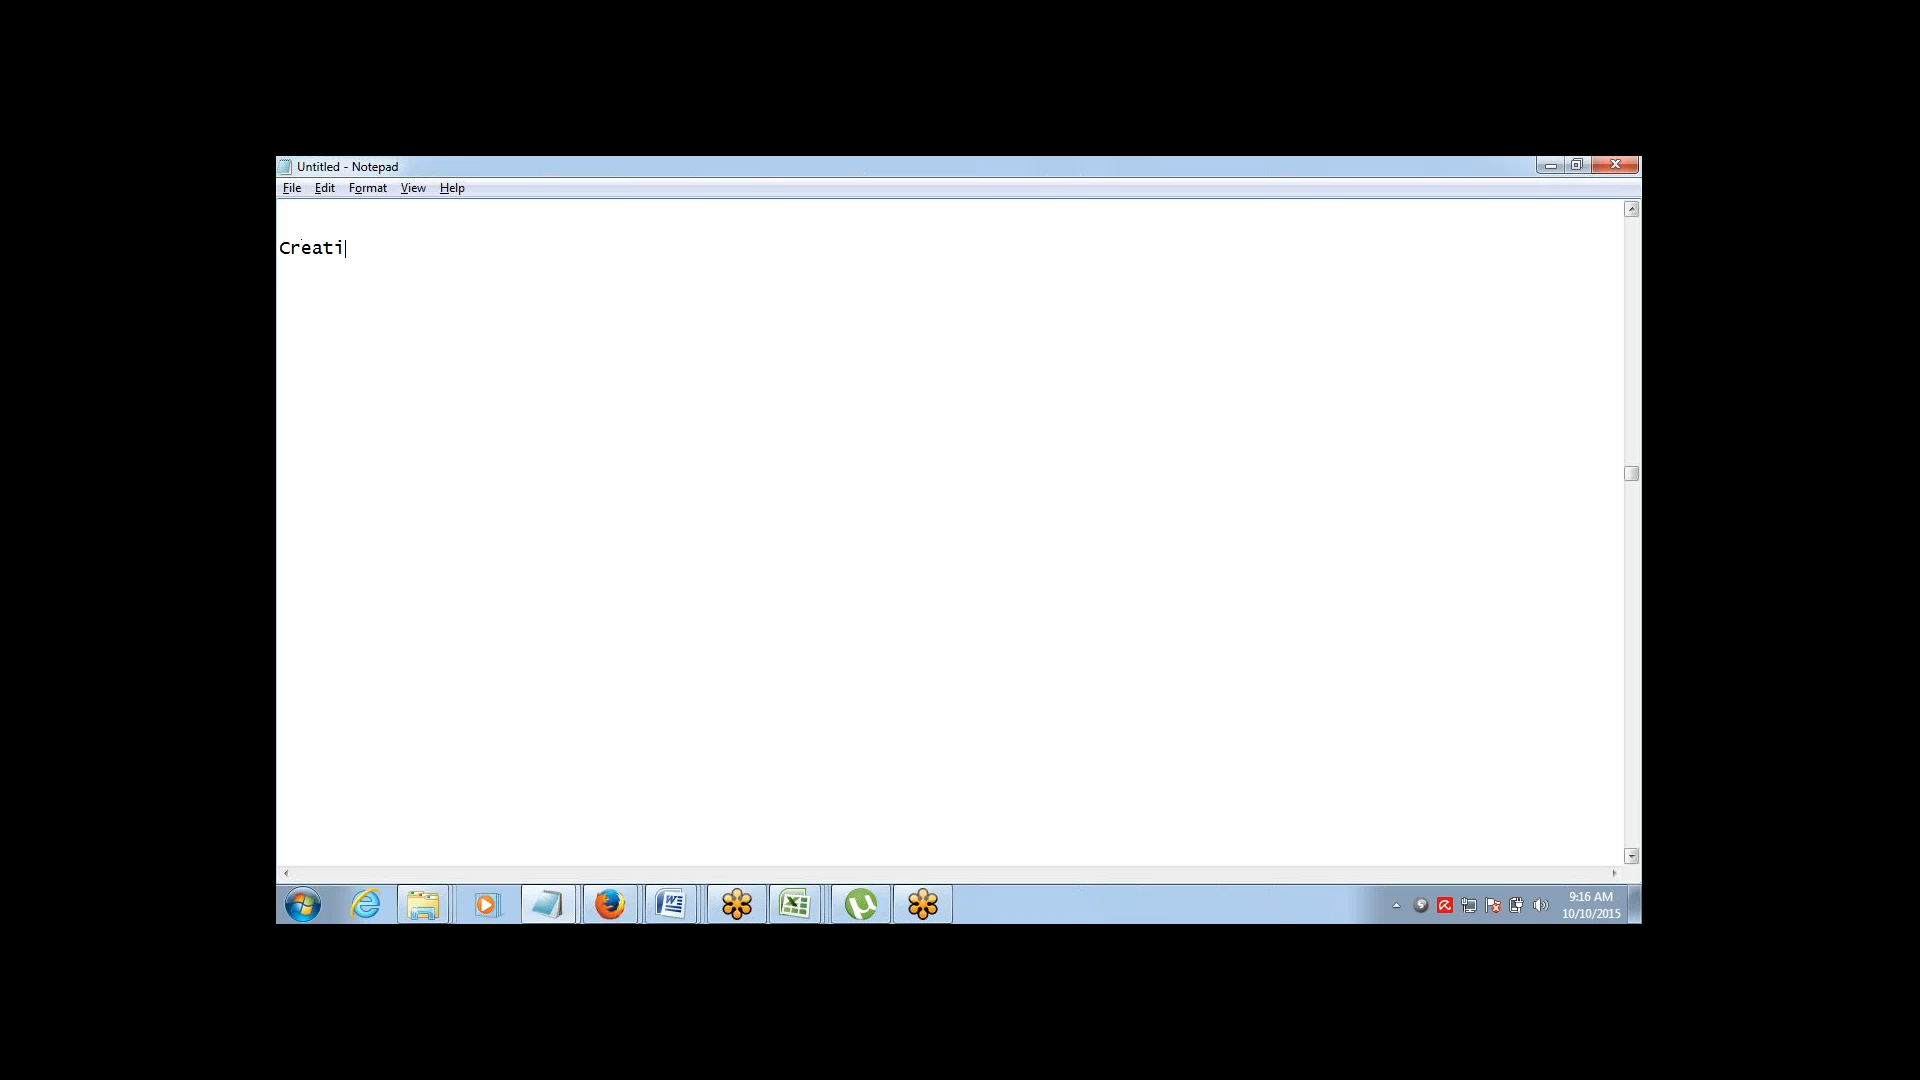 Untitled - Notepad
File Edit Format View Help
Creati
9:16 AM
10/10/2015